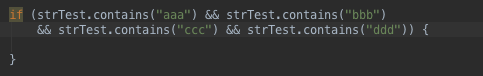 if (strTest.contains("aaa") && strTest.contains("bbb")
&& strTest.contains("ccc") && strTest.contains("ddd")) {
}